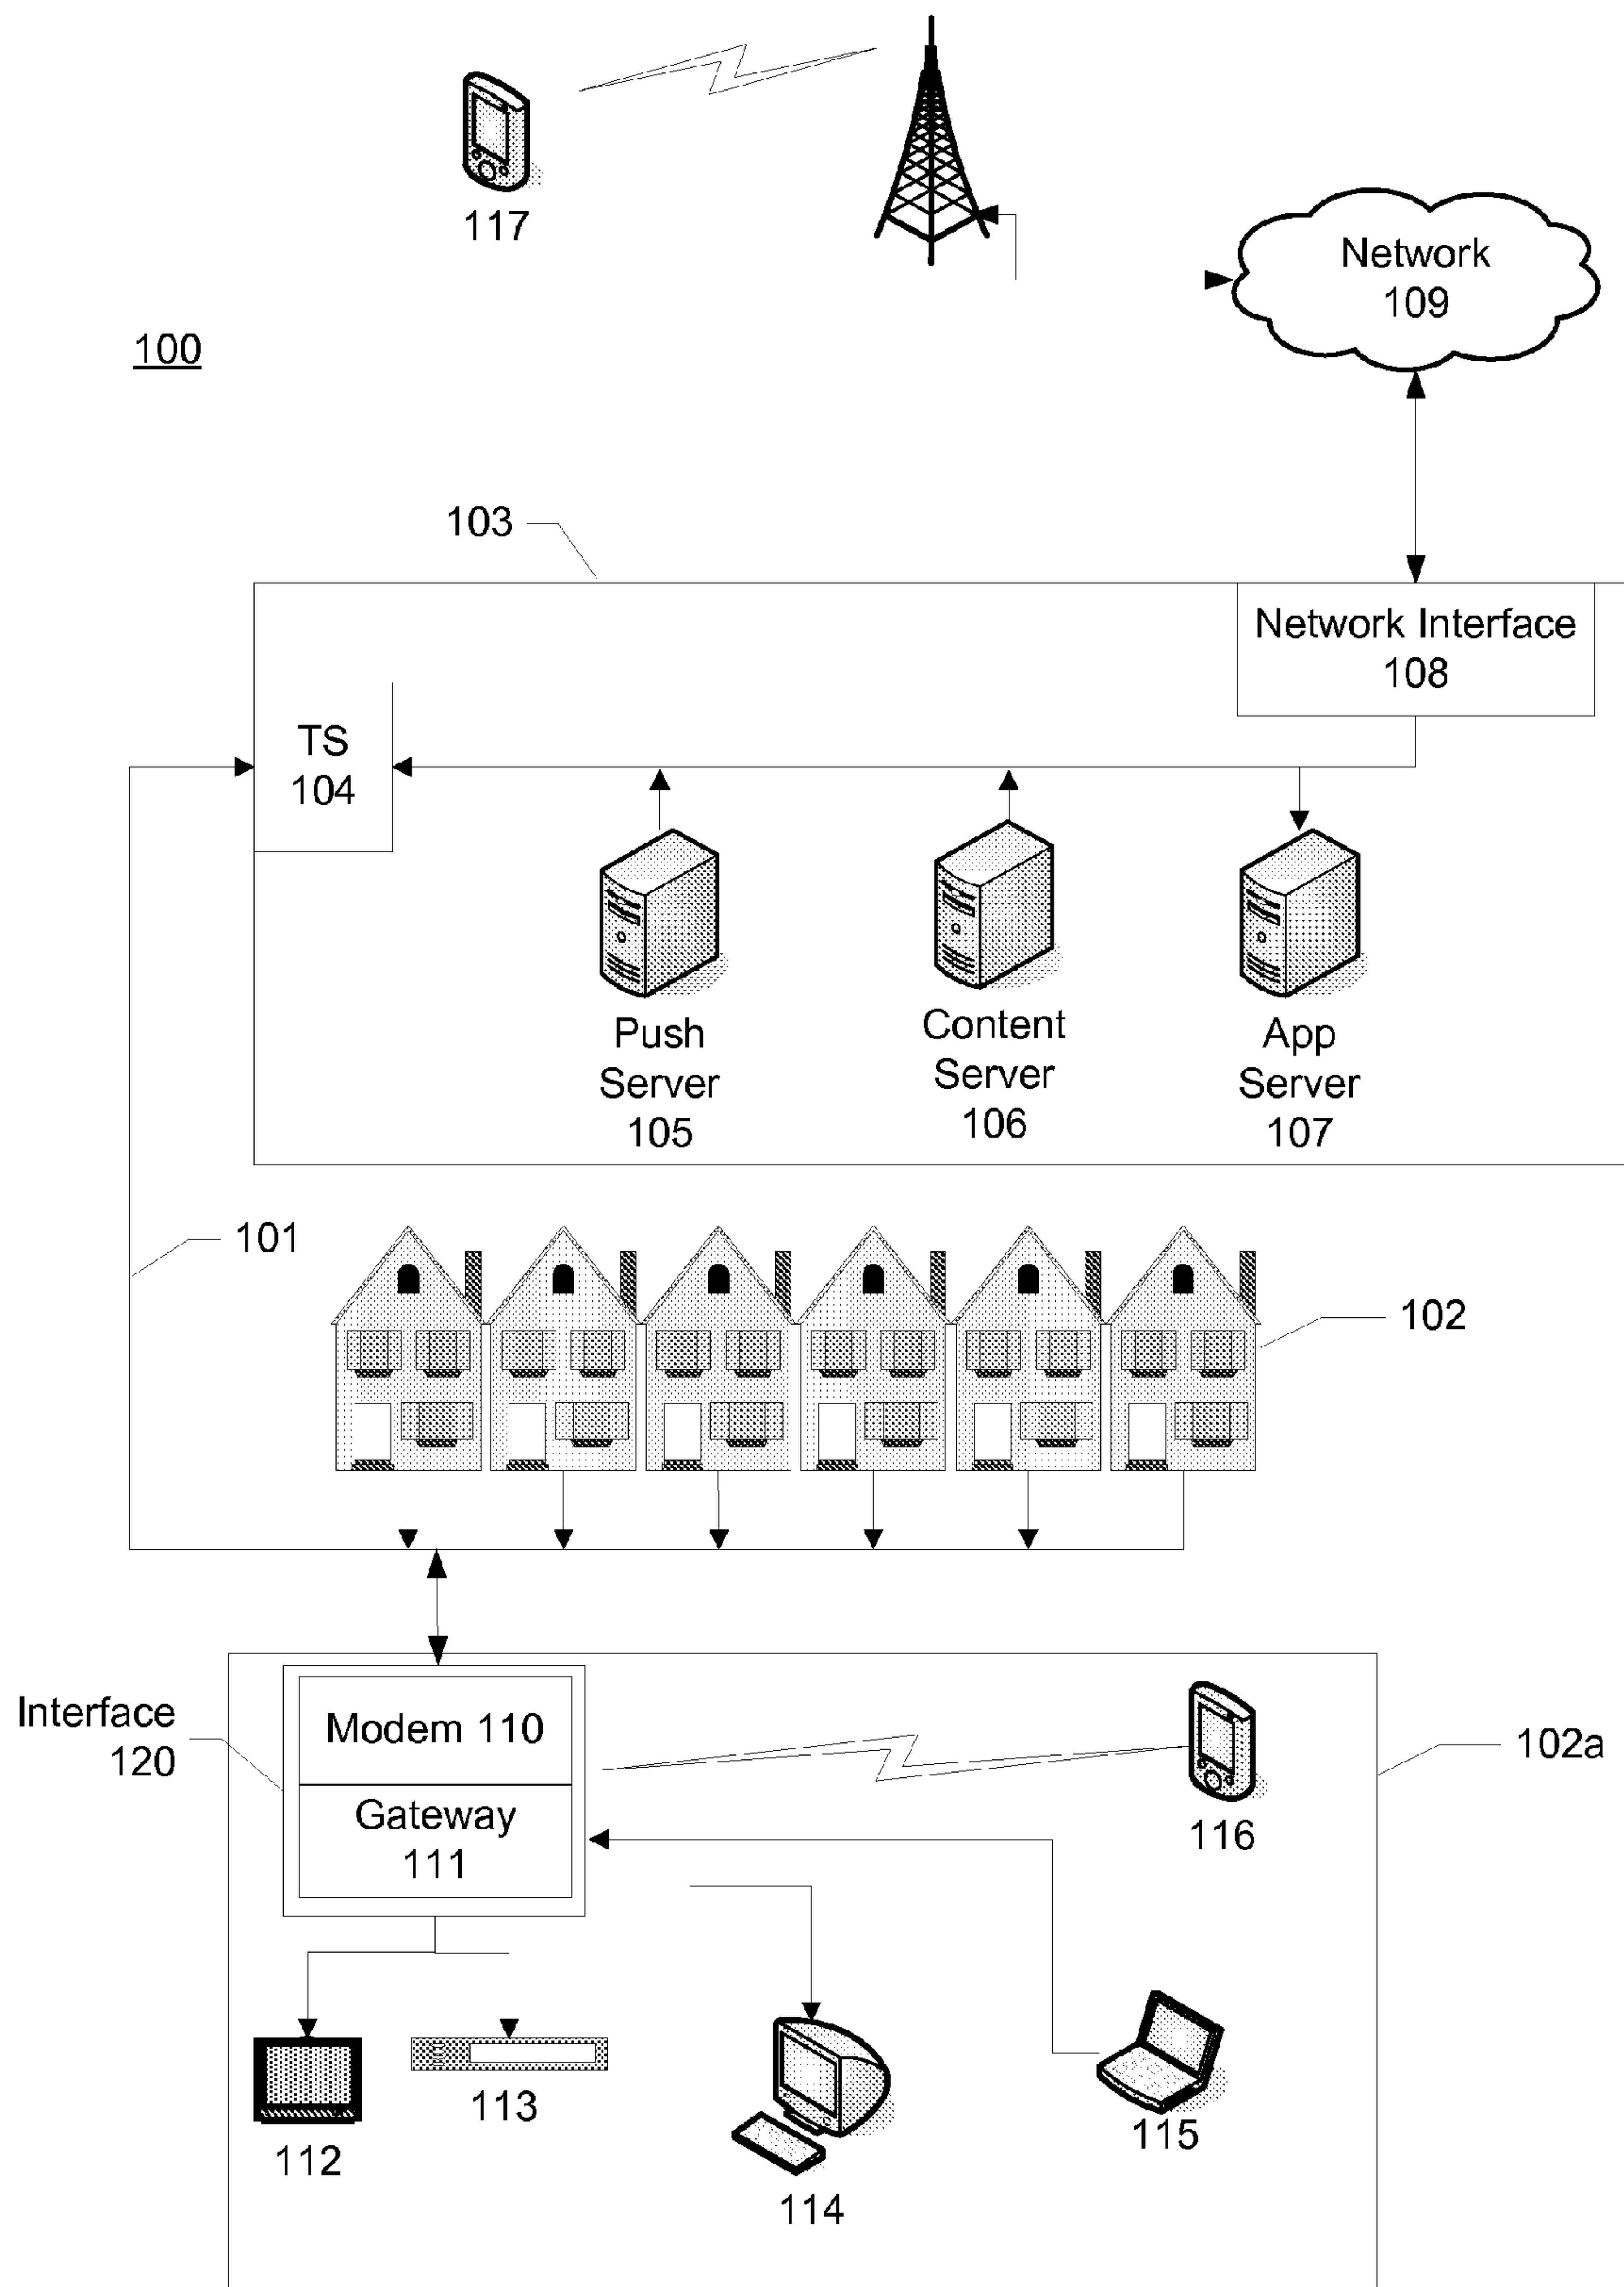 117
Network
109
100
103
Network Interface
108
TS
104
Push
Server
105
Content
Server
106
App
Server
107
101
102
Interface
120
Modem 110
Gateway
111
102a
116
112
113
114
115